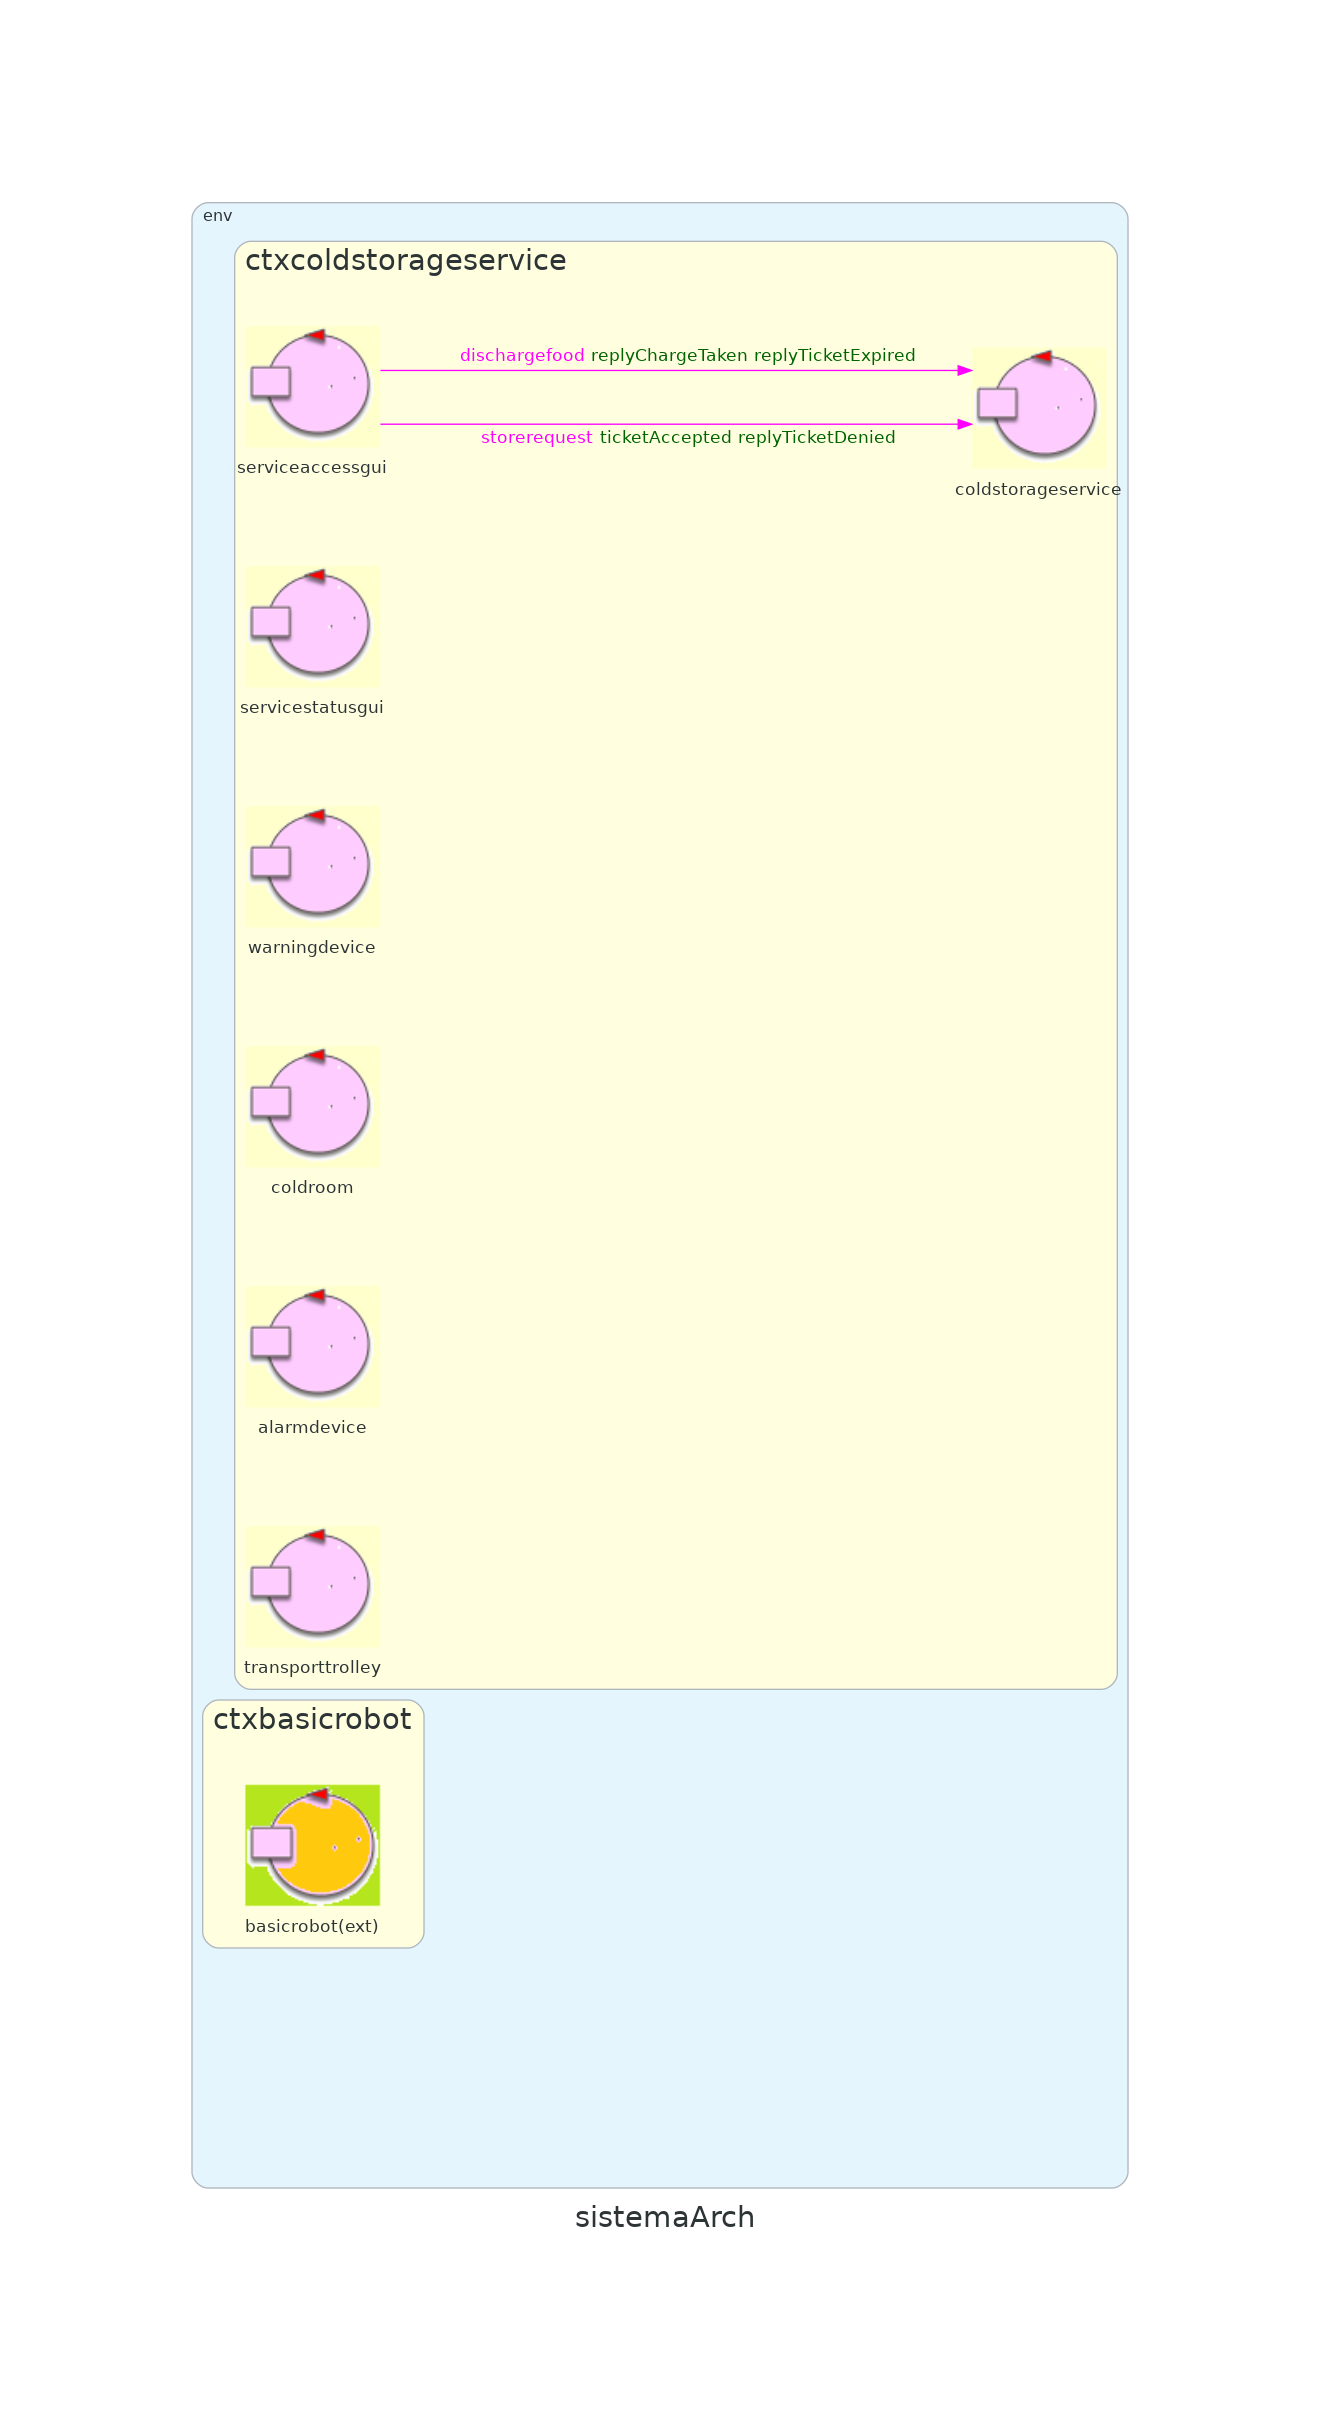 env
ctxcoldstorageservice
dischargefood replyChargeTaken replyTicketExpired
storerequest ticketAccepted replyTicketDenied
serviceaccessgui
coldstorageservice
servicestatusgui
warningdevice
coldroom
alarmdevice
transporttrolley
ctxbasicrobot
basicrobot(ext)
sistemaArch